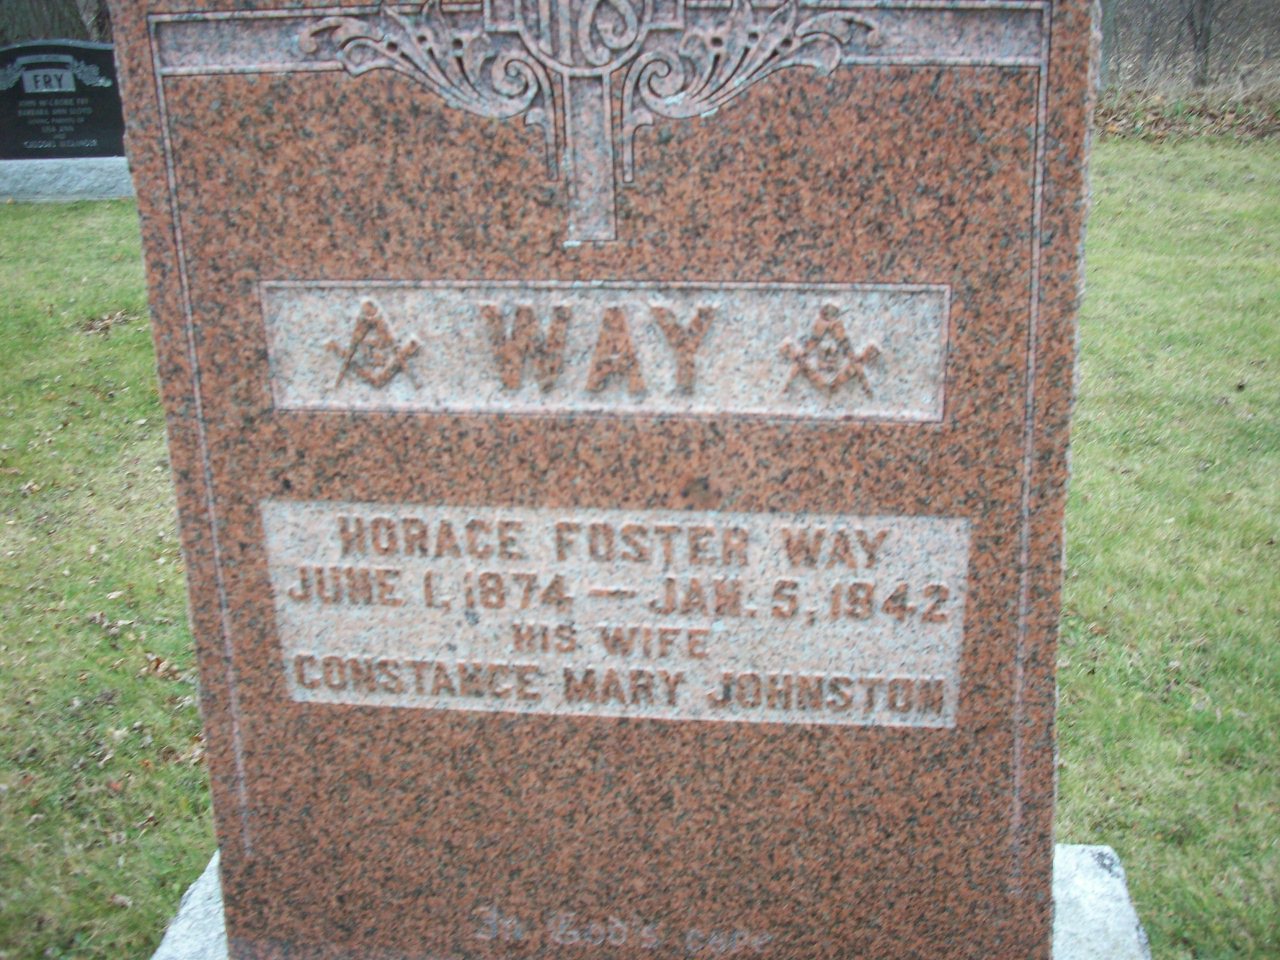 FRY
WAY
HORACE FOSTER WAY
JUNE 1, 1874 — JAN. 5, 1942
HIS WIFE
CONSTANCE MARY JOHNSTON
In God's care